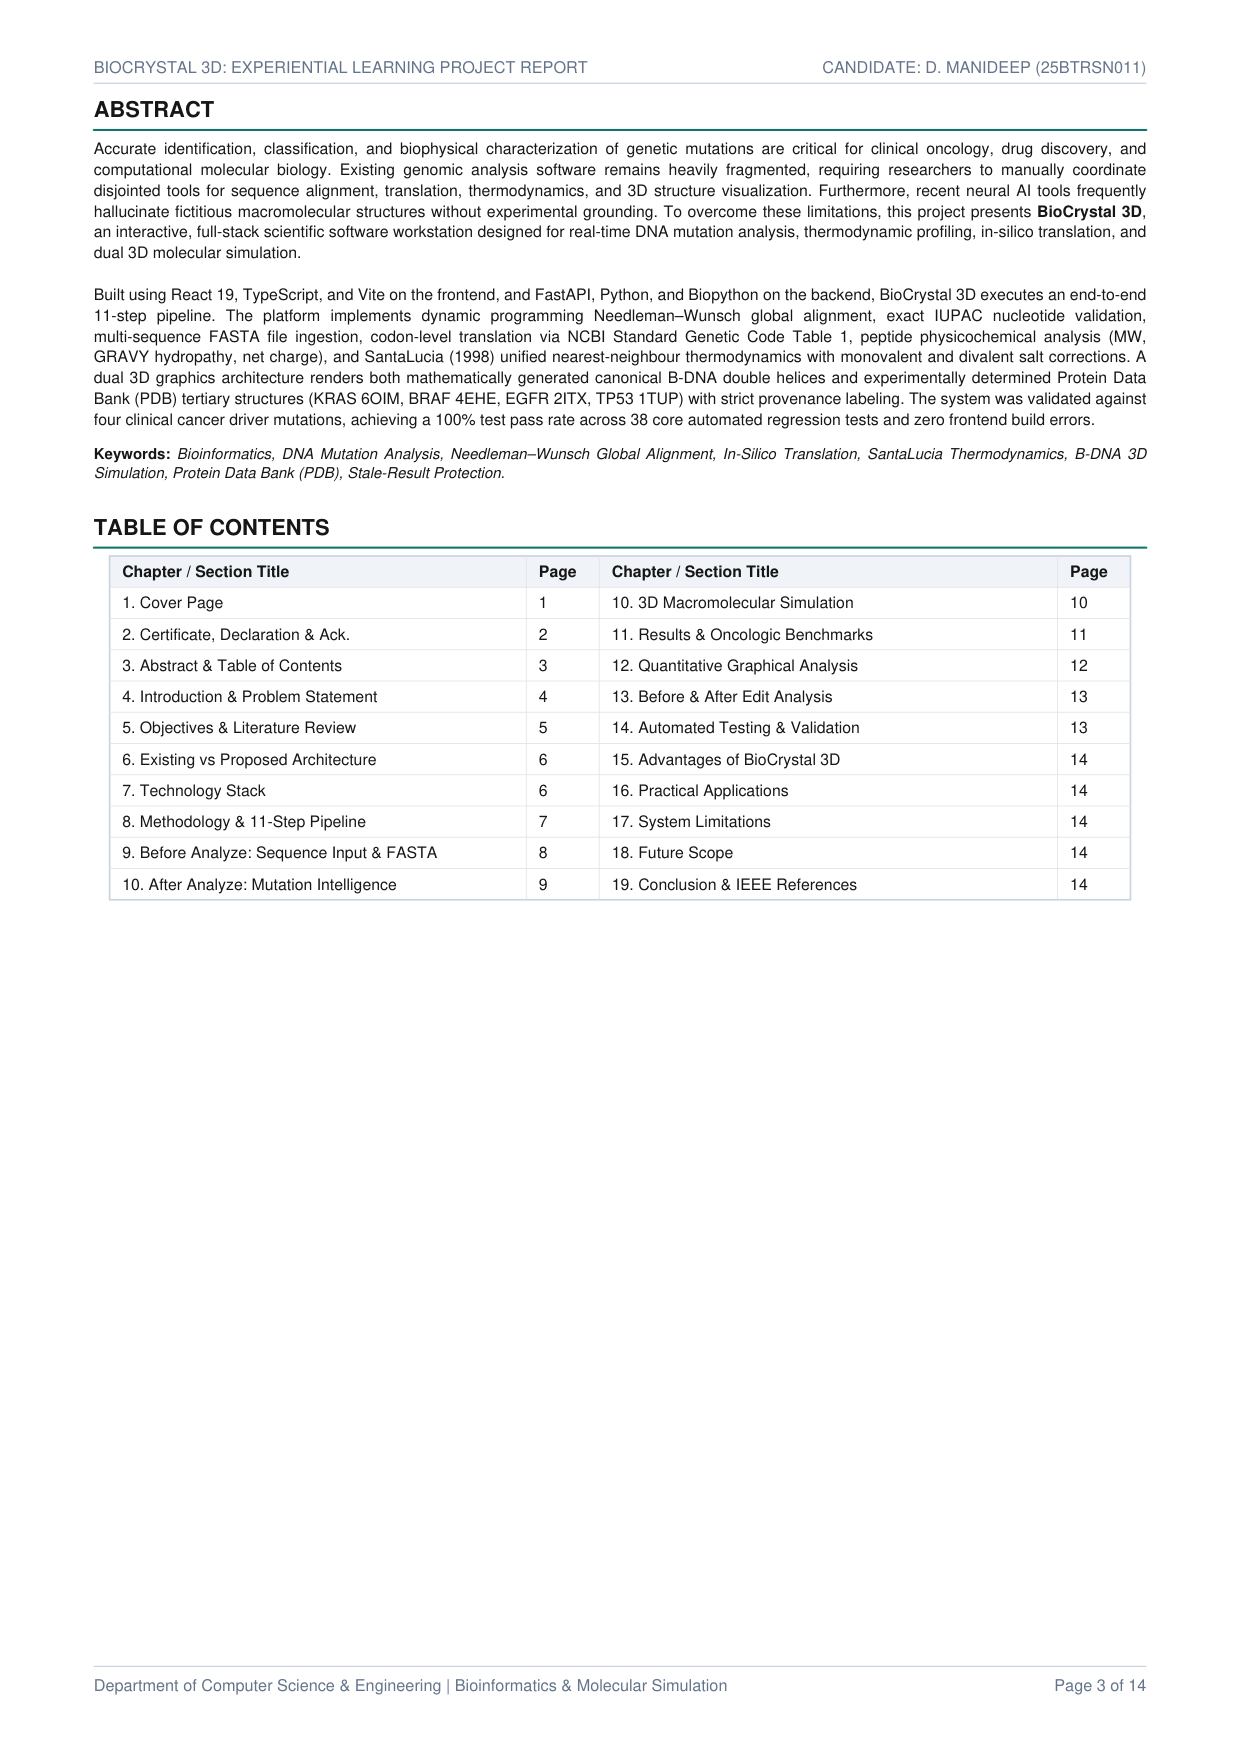 BIOCRYSTAL 3D: EXPERIENTIAL LEARNING PROJECT REPORT CANDIDATE: D. MANIDEEP (25BTRSN011)
ABSTRACT
Accurate identification, classification, and biophysical characterization of genetic mutations are critical for clinical oncology, drug discovery, and
computational molecular biology. Existing genomic analysis software remains heavily fragmented, requiring researchers to manually coordinate
disjointed tools for sequence alignment, translation, thermodynamics, and 3D structure visualization. Furthermore, recent neural AI tools frequently
hallucinate fictitious macromolecular structures without experimental grounding. To overcome these limitations, this project presents BioCrystal 3D,
an interactive, full-stack scientific software workstation designed for real-time DNA mutation analysis, thermodynamic profiling, in-silico translation, and
dual 3D molecular simulation.
Built using React 19, TypeScript, and Vite on the frontend, and FastAPI, Python, and Biopython on the backend, BioCrystal 3D executes an end-to-end
11-step pipeline. The platform implements dynamic programming Needleman–Wunsch global alignment, exact IUPAC nucleotide validation,
multi-sequence FASTA file ingestion, codon-level translation via NCBI Standard Genetic Code Table 1, peptide physicochemical analysis (MW,
GRAVY hydropathy, net charge), and SantaLucia (1998) unified nearest-neighbour thermodynamics with monovalent and divalent salt corrections. A
dual 3D graphics architecture renders both mathematically generated canonical B-DNA double helices and experimentally determined Protein Data
Bank (PDB) tertiary structures (KRAS 6OIM, BRAF 4EHE, EGFR 2ITX, TP53 1TUP) with strict provenance labeling. The system was validated against
four clinical cancer driver mutations, achieving a 100% test pass rate across 38 core automated regression tests and zero frontend build errors.
Keywords: Bioinformatics, DNA Mutation Analysis, Needleman–Wunsch Global Alignment, In-Silico Translation, SantaLucia Thermodynamics, B-DNA 3D
Simulation, Protein Data Bank (PDB), Stale-Result Protection.
TABLE OF CONTENTS
Chapter / Section Title Page Chapter / Section Title Page
1. Cover Page 1 10. 3D Macromolecular Simulation 10
2. Certificate, Declaration & Ack. 2 11. Results & Oncologic Benchmarks 11
3. Abstract & Table of Contents 3 12. Quantitative Graphical Analysis 12
4. Introduction & Problem Statement 4 13. Before & After Edit Analysis 13
5. Objectives & Literature Review 5 14. Automated Testing & Validation 13
6. Existing vs Proposed Architecture 6 15. Advantages of BioCrystal 3D 14
7. Technology Stack 6 16. Practical Applications 14
8. Methodology & 11-Step Pipeline 7 17. System Limitations 14
9. Before Analyze: Sequence Input & FASTA 8 18. Future Scope 14
10. After Analyze: Mutation Intelligence 9 19. Conclusion & IEEE References 14
Department of Computer Science & Engineering | Bioinformatics & Molecular Simulation Page 3 of 14